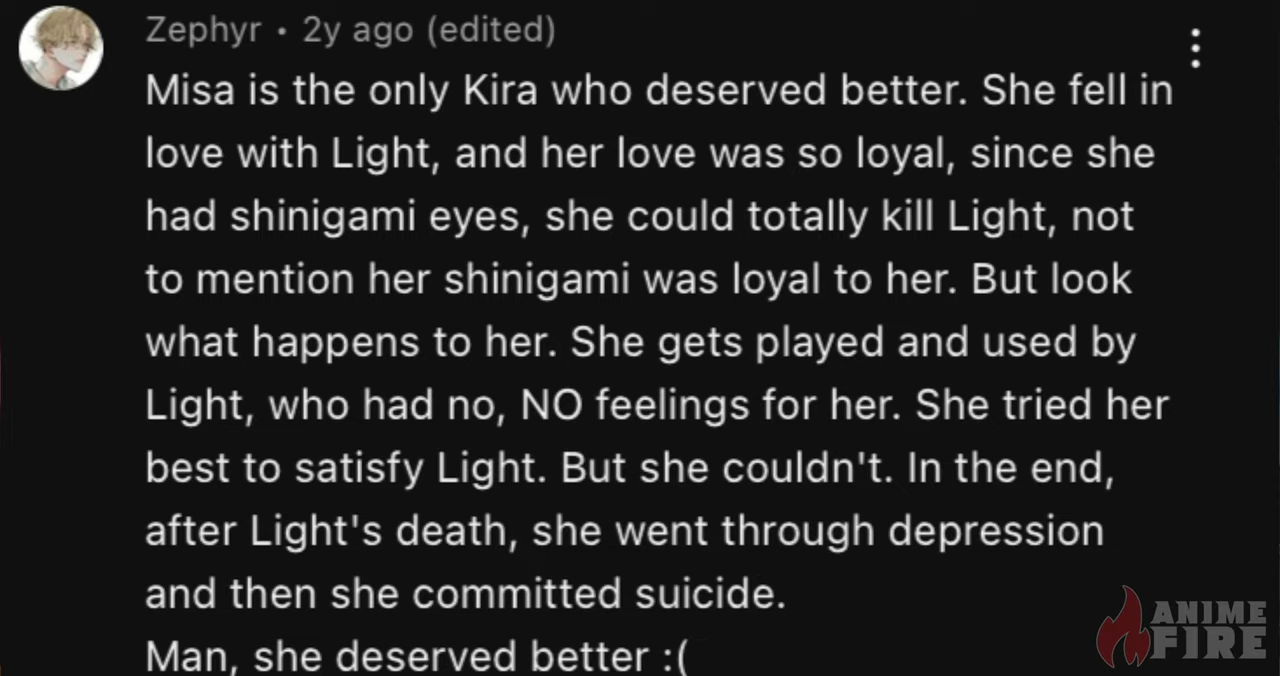 Zephyr • 2y ago (edited)
Misa is the only Kira who deserved better. She fell in
love with Light, and her love was so loyal, since she
had shinigami eyes, she could totally kill Light, not
to mention her shinigami was loyal to her. But look
what happens to her. She gets played and used by
Light, who had no, NO feelings for her. She tried her
best to satisfy Light. But she couldn't. In the end,
after Light's death, she went through depression
and then she committed suicide.
Man, she deserved better :(
ANIME
FIRE